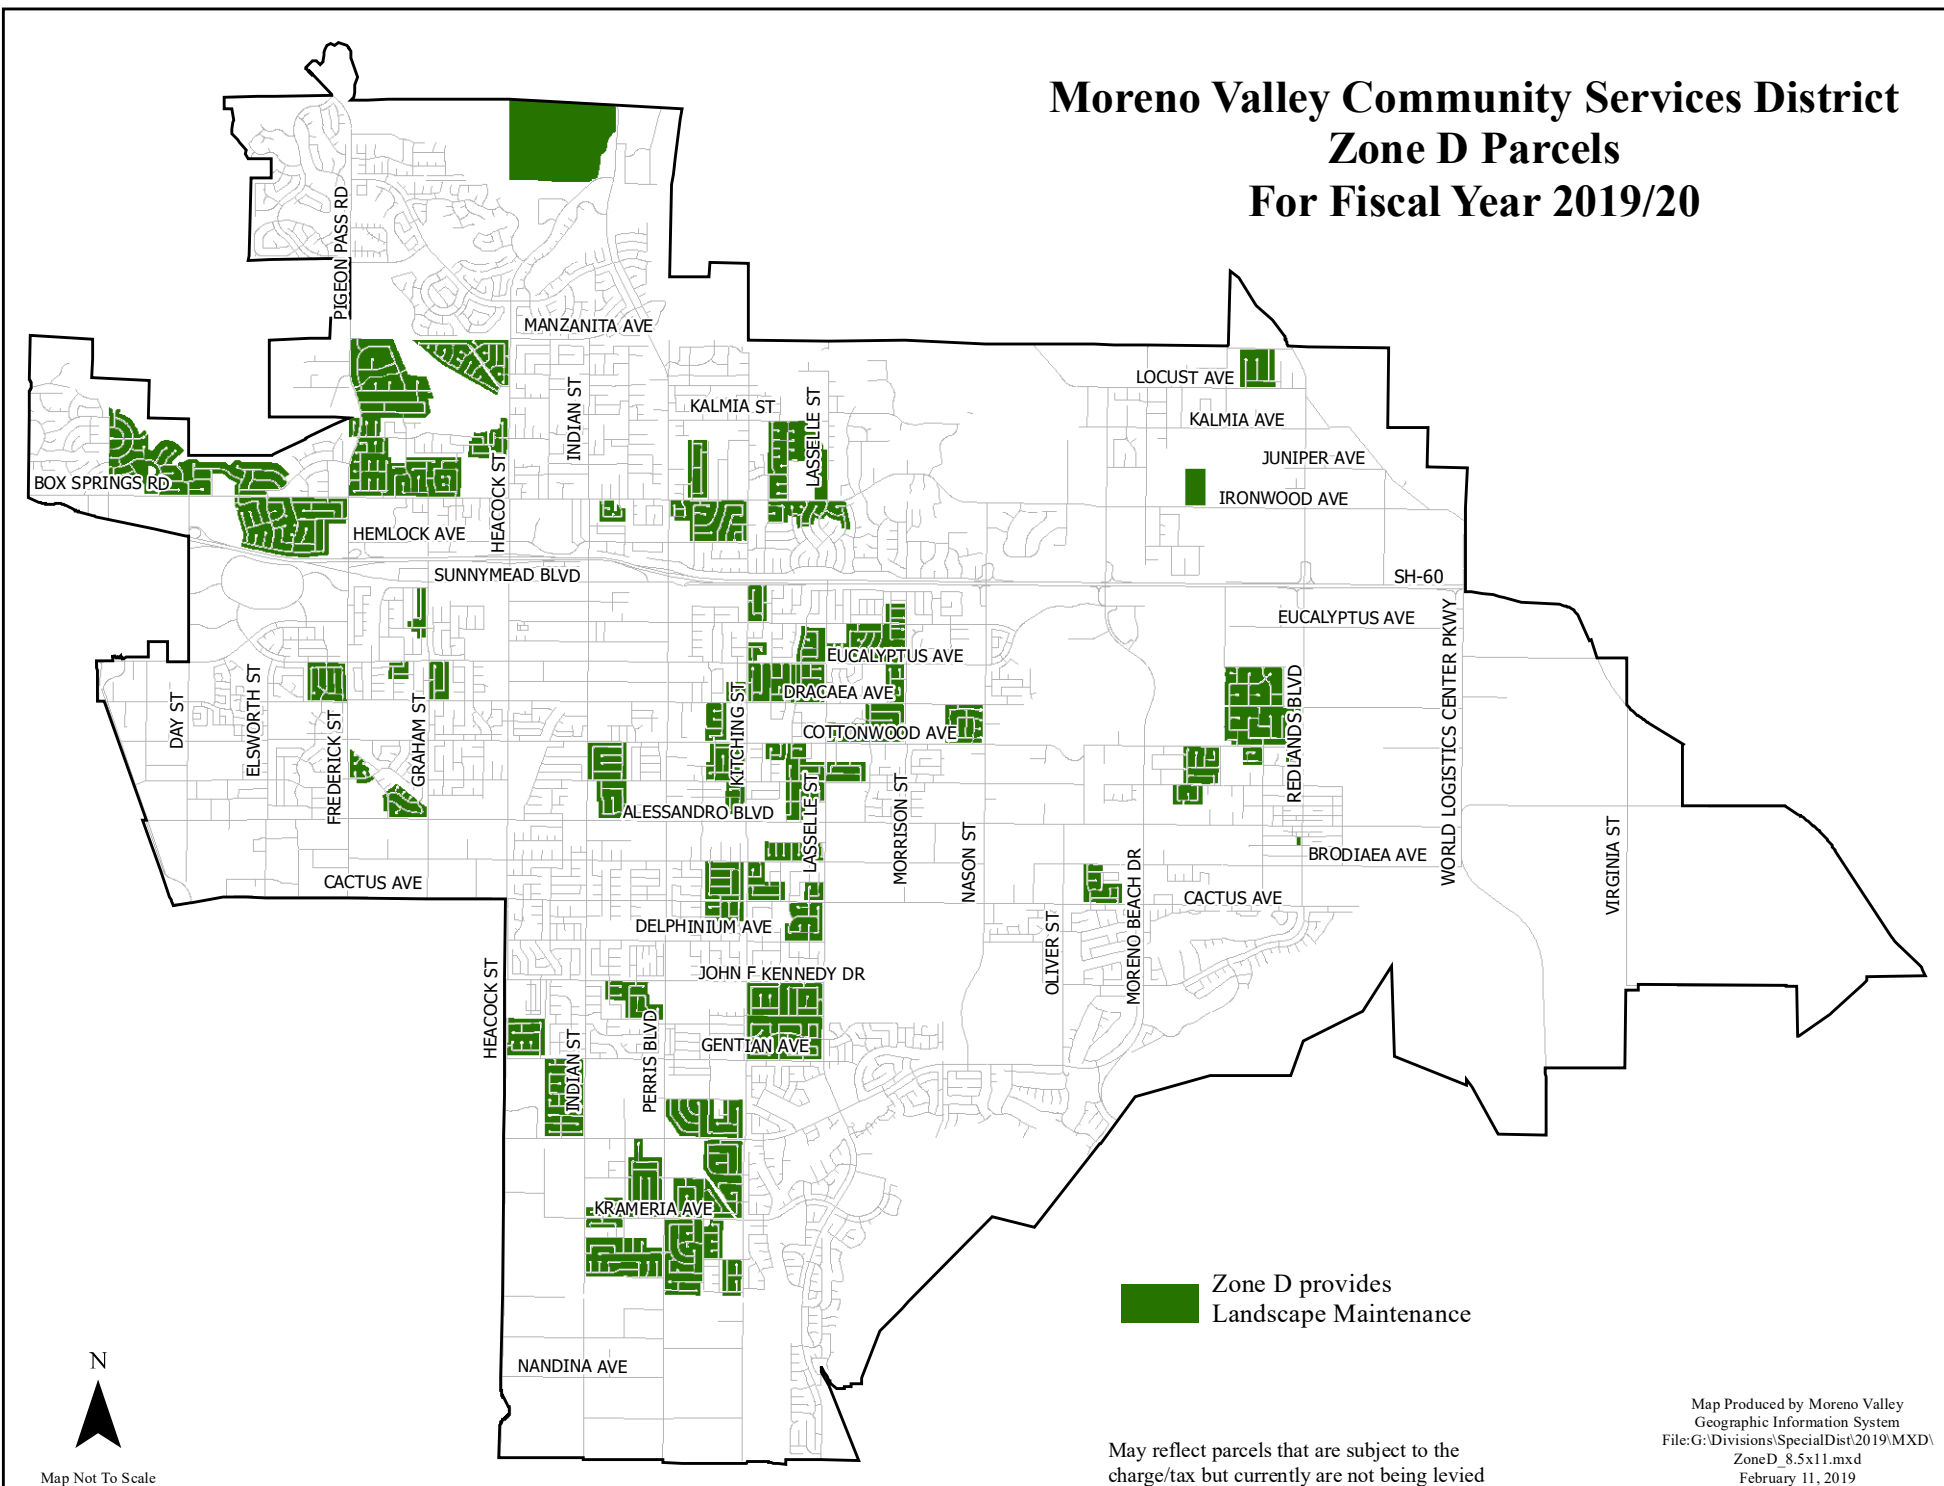 Moreno Valley Community Services District
Zone D Parcels
For Fiscal Year 2019/20
PIGEON PASS RD
MANZANITA AVE
LOCUST AVE
KALMIA ST
INDIAN ST
LASSELLE ST
KALMIA AVE
JUNIPER AVE
BOX SPRINGS RD
HEACOCK ST
IRONWOOD AVE
HEMLOCK AVE
SUNNYMEAD BLVD
SH-60
EUCALYPTUS AVE
EUCALYPTUS AVE
DRACAEA AVE
COTTONWOOD AVE
DAY ST
ELSWORTH ST
FREDERICK ST
GRAHAM ST
KITCHING ST
REDLANDS BLVD
WORLD LOGISTICS CENTER PKWY
ALESSANDRO BLVD
LASSELLE ST
MORRISON ST
NASON ST
BRODIAEA AVE
VIRGINIA ST
CACTUS AVE
CACTUS AVE
MORENO BEACH DR
OLIVER ST
DELPHINIUM AVE
JOHN F KENNEDY DR
HEACOCK ST
INDIAN ST
PERRIS BLVD
GENTIAN AVE
KRAMERIA AVE
NANDINA AVE
Zone D provides
Landscape Maintenance
N
Map Not To Scale
May reflect parcels that are subject to the
charge/tax but currently are not being levied
Map Produced by Moreno Valley
Geographic Information System
File:G:\Divisions\SpecialDist\2019\MXD\
ZoneD_8.5x11.mxd
February 11, 2019